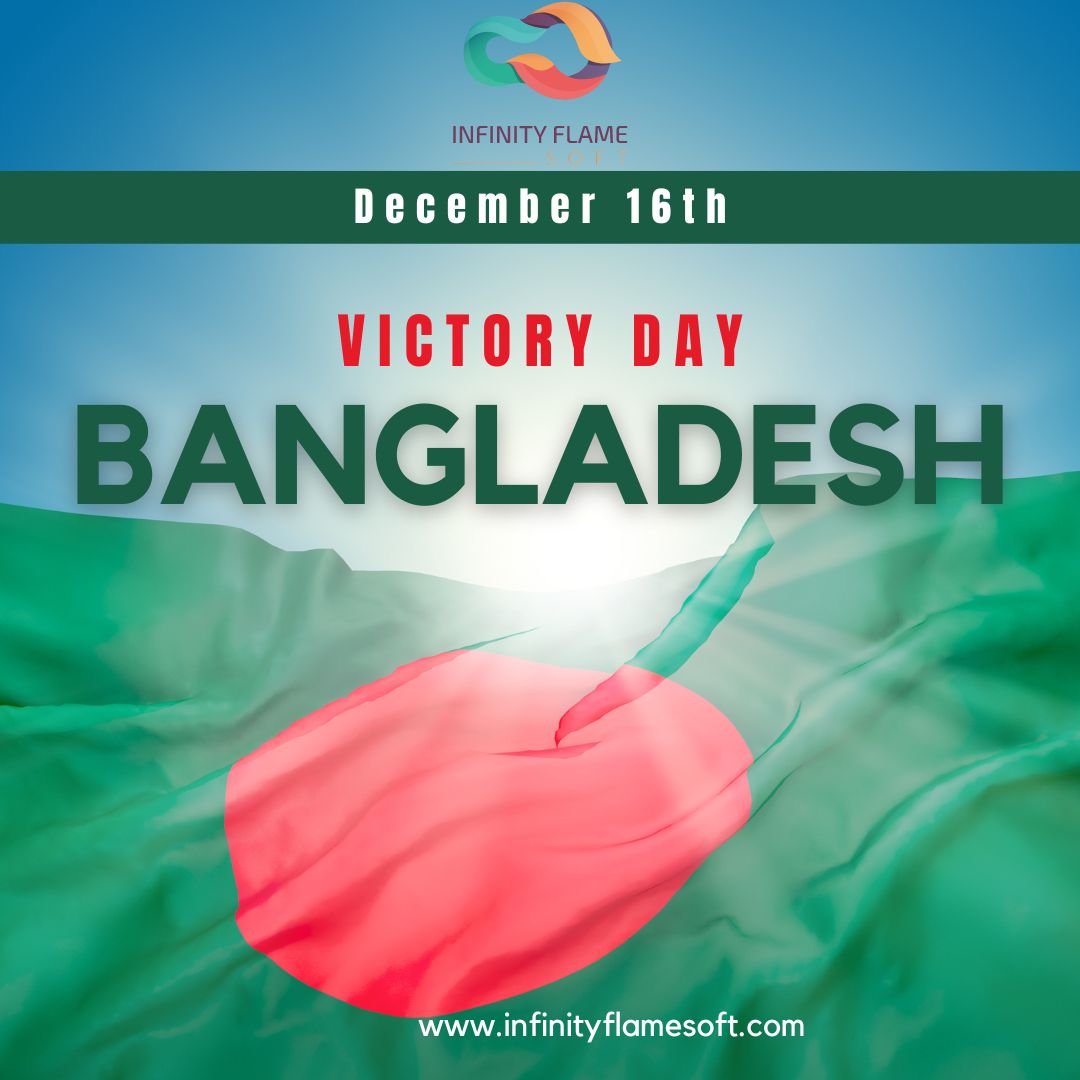 INFINITY FLAME
SOFT
December 16th
VICTORY DAY
BANGLADESH
www.infinityflamesoft.com